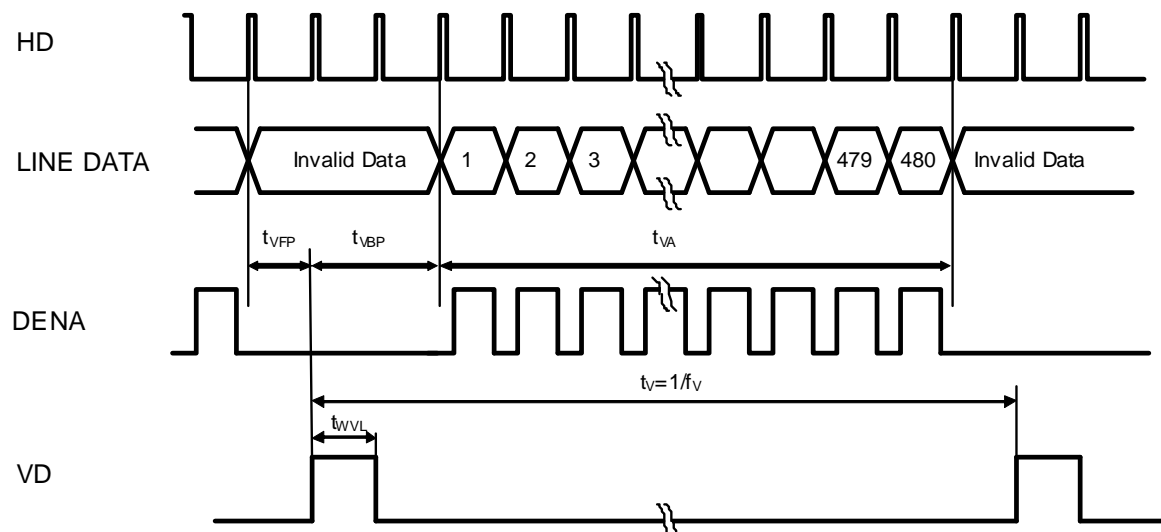 HD
LINE DATA
Invalid Data 1 2 3 479 480 Invalid Data
tVFP tVBP tVA
DENA
tV=1/fV
tWVL
VD